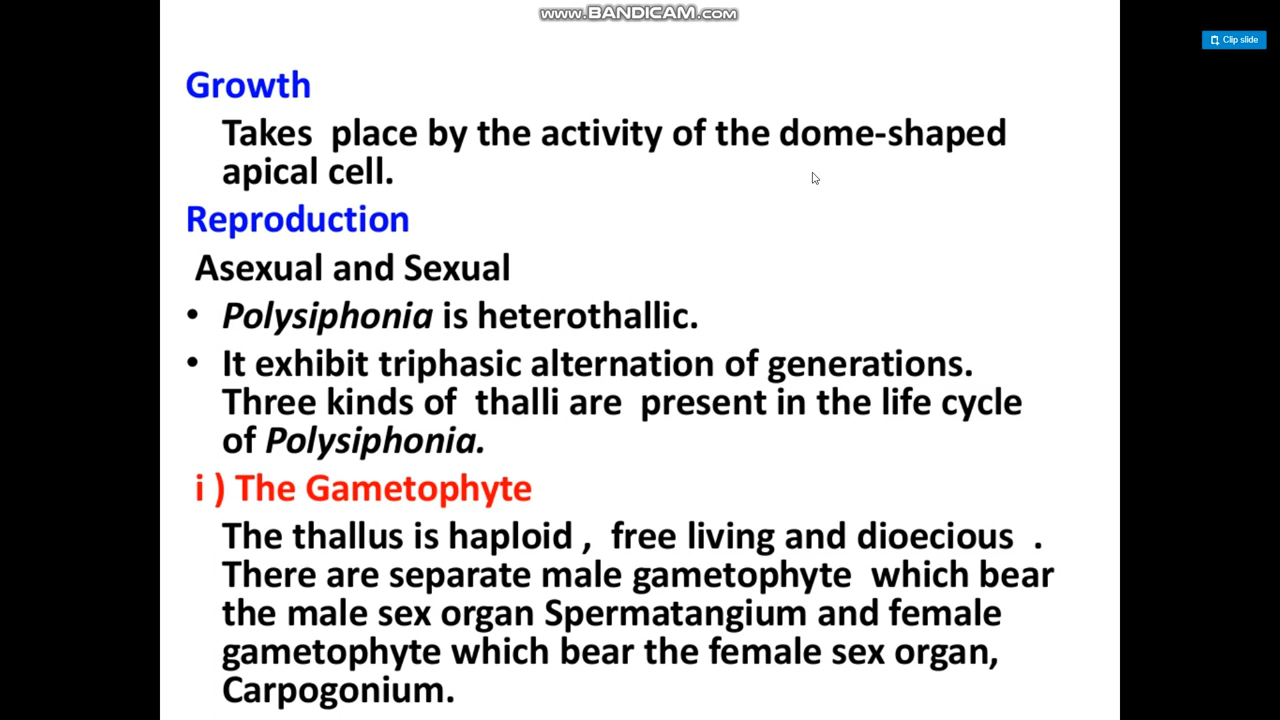 www.BANDICAM.com
Clip slide
Growth
Takes place by the activity of the dome-shaped
apical cell.
Reproduction
Asexual and Sexual
• Polysiphonia is heterothallic.
• It exhibit triphasic alternation of generations.
Three kinds of thalli are present in the life cycle
of Polysiphonia.
i ) The Gametophyte
The thallus is haploid , free living and dioecious .
There are separate male gametophyte which bear
the male sex organ Spermatangium and female
gametophyte which bear the female sex organ,
Carpogonium.